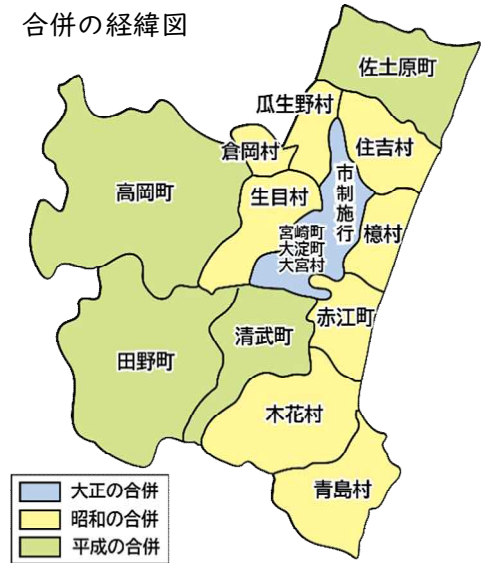 合併の経緯図
佐土原町
瓜生野村
住吉村
倉岡村
高岡町
生目村
市制施行
宮崎町
大淀町
大宮村
檍村
赤江町
清武町
田野町
木花村
青島村
大正の合併
昭和の合併
平成の合併